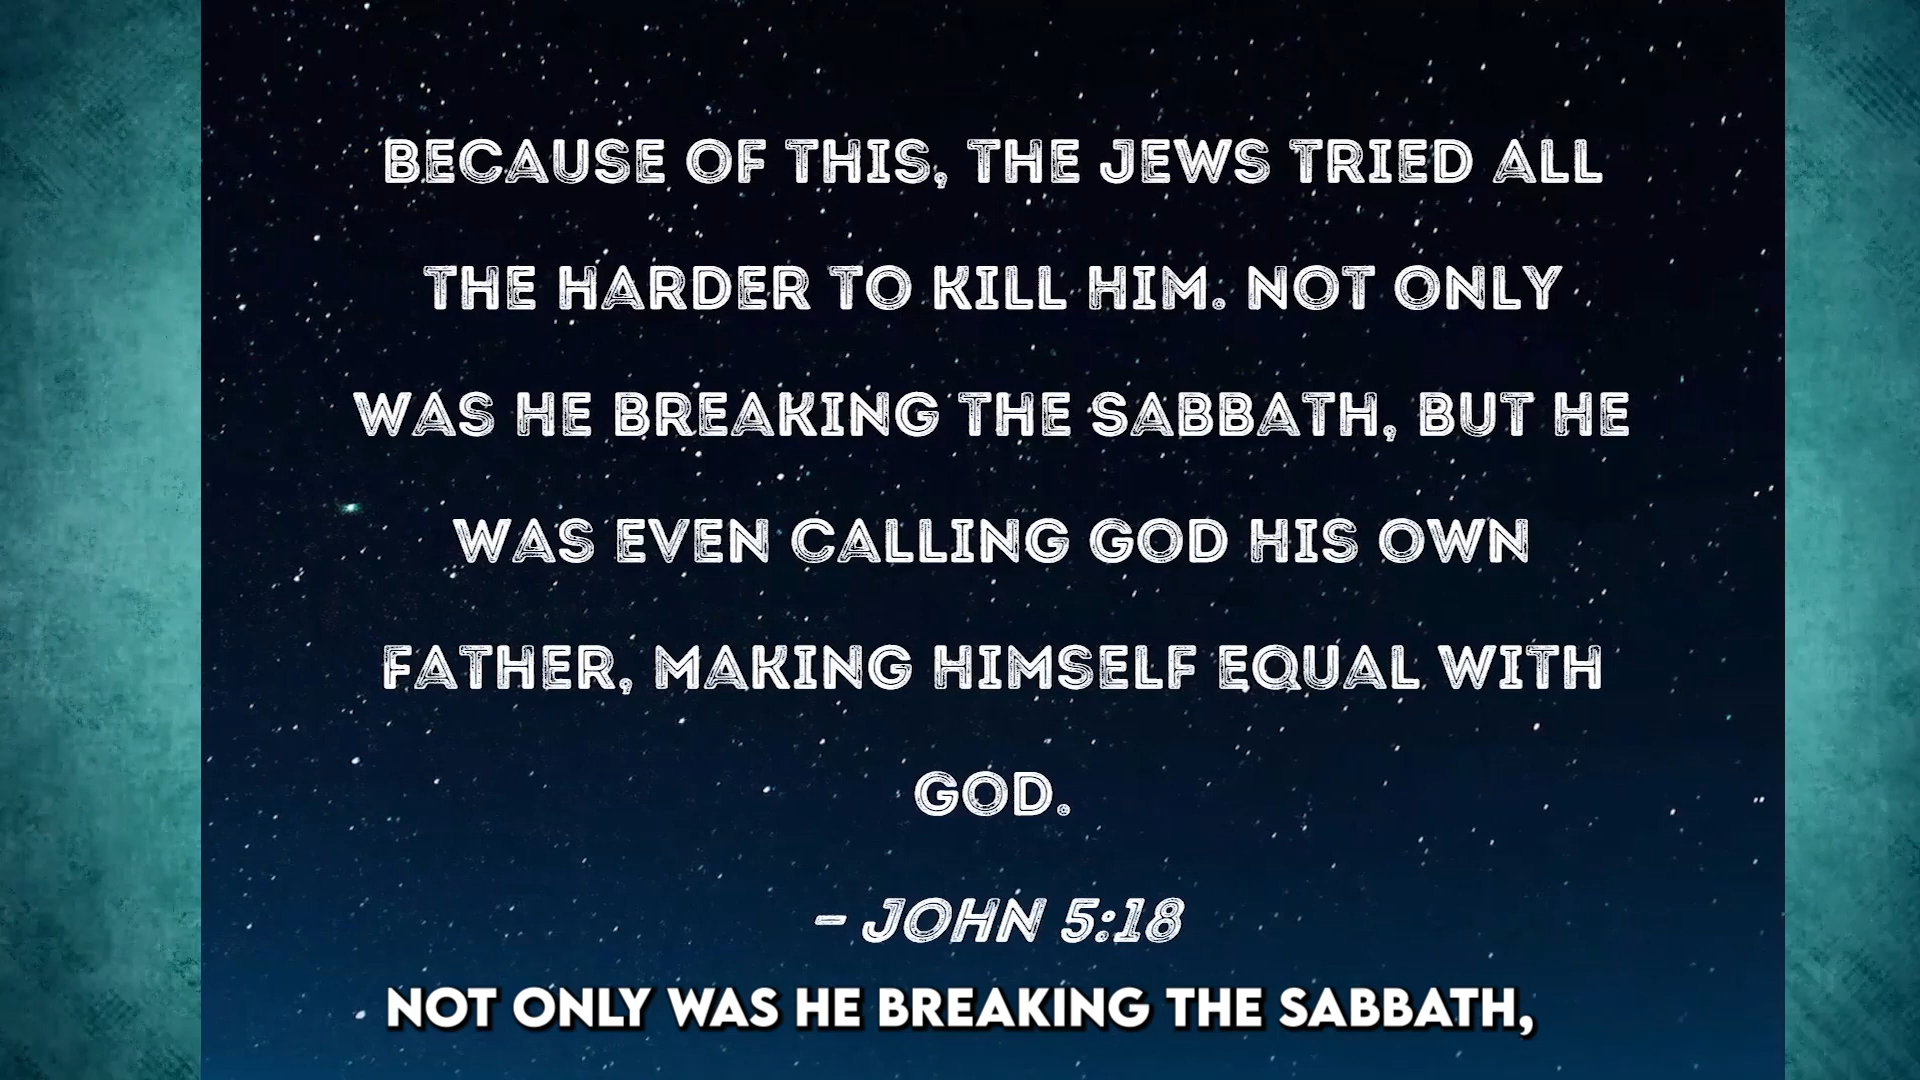 BECAUSE OF THIS, THE JEWS TRIED ALL
THE HARDER TO KILL HIM. NOT ONLY
WAS HE BREAKING THE SABBATH, BUT HE
WAS EVEN CALLING GOD HIS OWN
FATHER, MAKING HIMSELF EQUAL WITH
GOD.
– JOHN 5:18
NOT ONLY WAS HE BREAKING THE SABBATH,